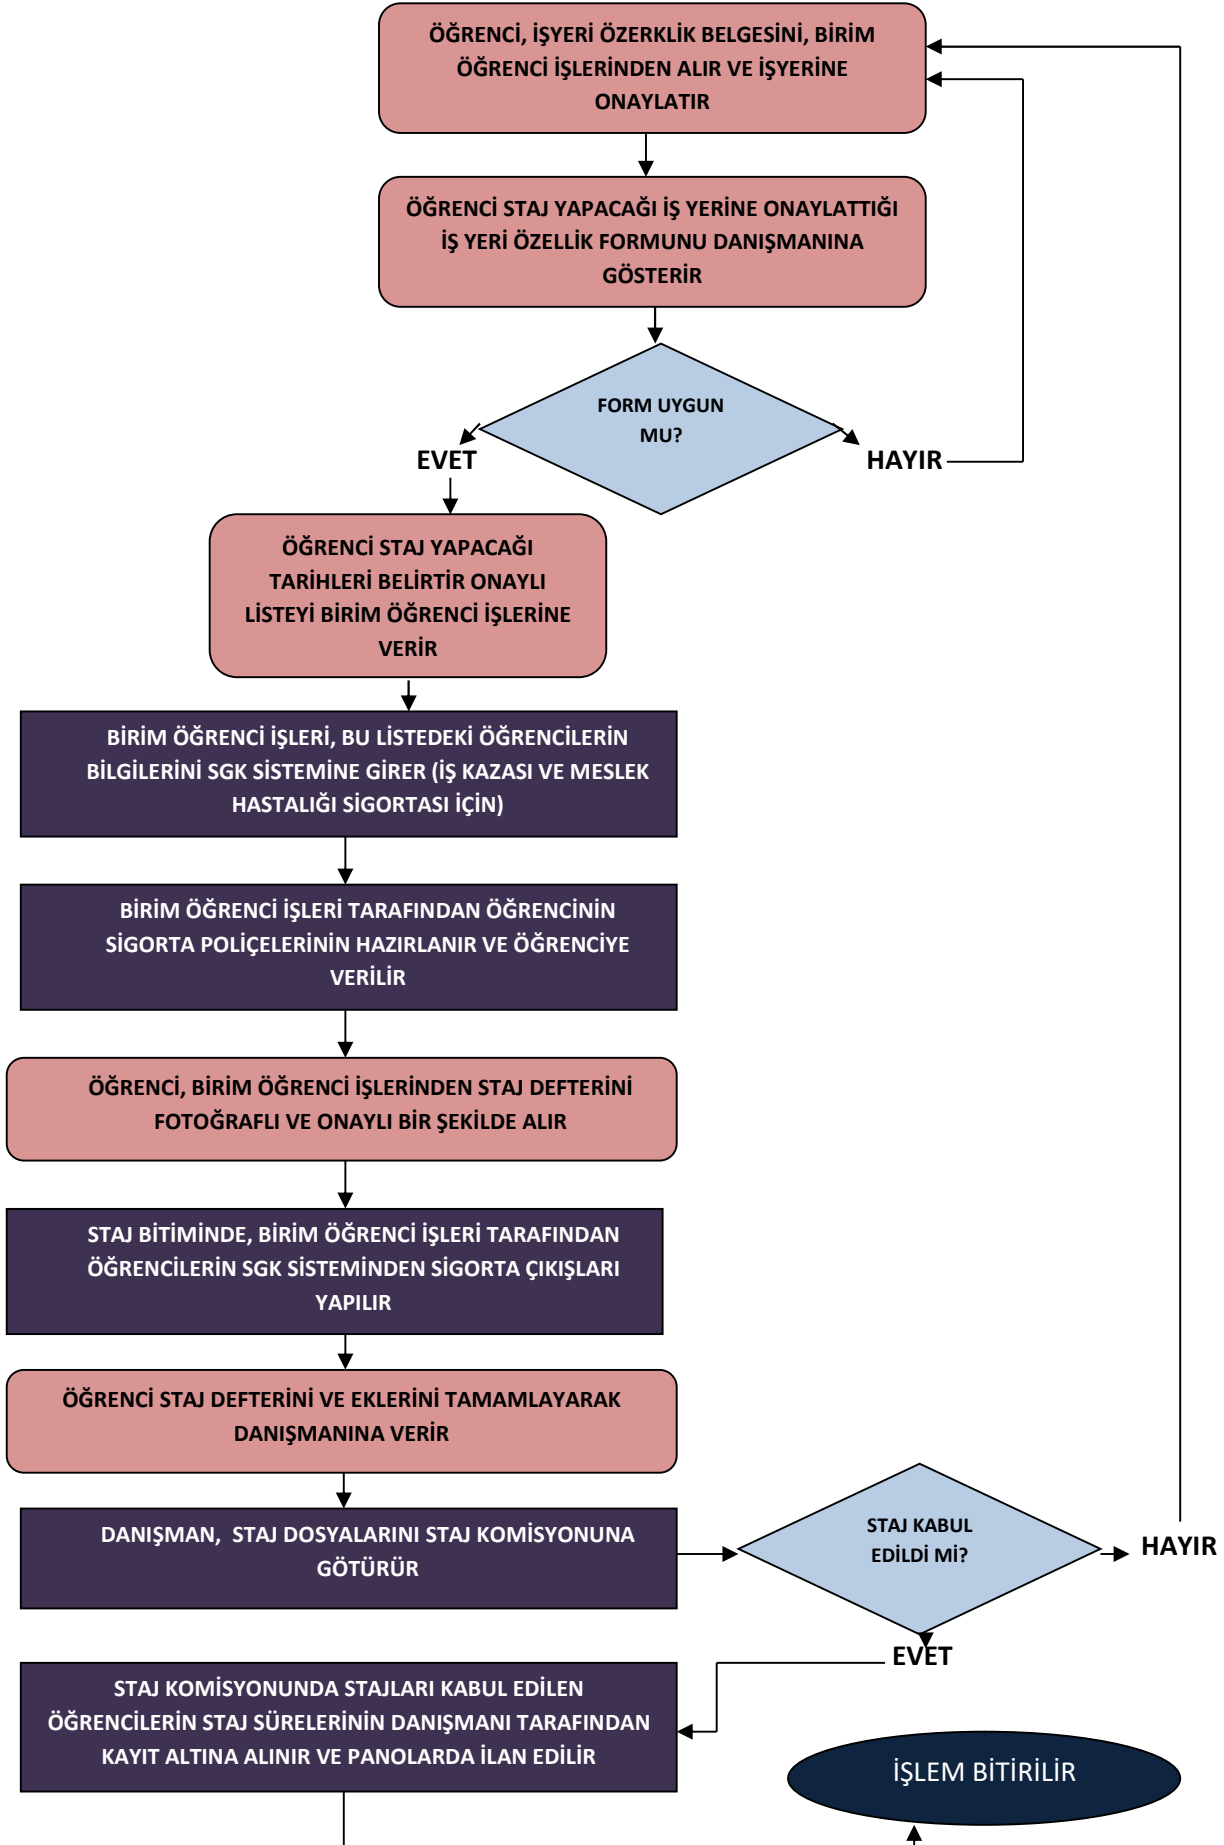 ÖĞRENCİ, İŞYERİ ÖZERKLİK BELGESİNİ, BİRİM
ÖĞRENCİ İŞLERİNDEN ALIR VE İŞYERİNE
ONAYLATIR
ÖĞRENCİ STAJ YAPACAĞI İŞ YERİNE ONAYLATTIĞI
İŞ YERİ ÖZELLİK FORMUNU DANIŞMANINA
GÖSTERİR
FORM UYGUN
MU?
EVET
HAYIR
ÖĞRENCİ STAJ YAPACAĞI
TARİHLERİ BELİRTİR ONAYLI
LİSTEYİ BİRİM ÖĞRENCİ İŞLERİNE
VERİR
BİRİM ÖĞRENCİ İŞLERİ, BU LİSTEDEKİ ÖĞRENCİLERİN
BİLGİLERİNİ SGK SİSTEMİNE GİRER (İŞ KAZASI VE MESLEK
HASTALIĞI SİGORTASI İÇİN)
BİRİM ÖĞRENCİ İŞLERİ TARAFINDAN ÖĞRENCİNİN
SİGORTA POLİÇELERİNİN HAZIRLANIR VE ÖĞRENCİYE
VERİLİR
ÖĞRENCİ, BİRİM ÖĞRENCİ İŞLERİNDEN STAJ DEFTERİNİ
FOTOĞRAFLI VE ONAYLI BİR ŞEKİLDE ALIR
STAJ BİTİMİNDE, BİRİM ÖĞRENCİ İŞLERİ TARAFINDAN
ÖĞRENCİLERİN SGK SİSTEMİNDEN SİGORTA ÇIKIŞLARI
YAPILIR
ÖĞRENCİ STAJ DEFTERİNİ VE EKLERİNİ TAMAMLAYARAK
DANIŞMANINA VERİR
DANIŞMAN,  STAJ DOSYALARINI STAJ KOMİSYONUNA
GÖTÜRÜR
STAJ KABUL
EDİLDİ Mİ?
HAYIR
EVET
STAJ KOMİSYONUNDA STAJLARI KABUL EDİLEN
ÖĞRENCİLERİN STAJ SÜRELERİNİN DANIŞMANI TARAFINDAN
KAYIT ALTINA ALINIR VE PANOLARDA İLAN EDİLİR
İŞLEM BİTİRİLİR